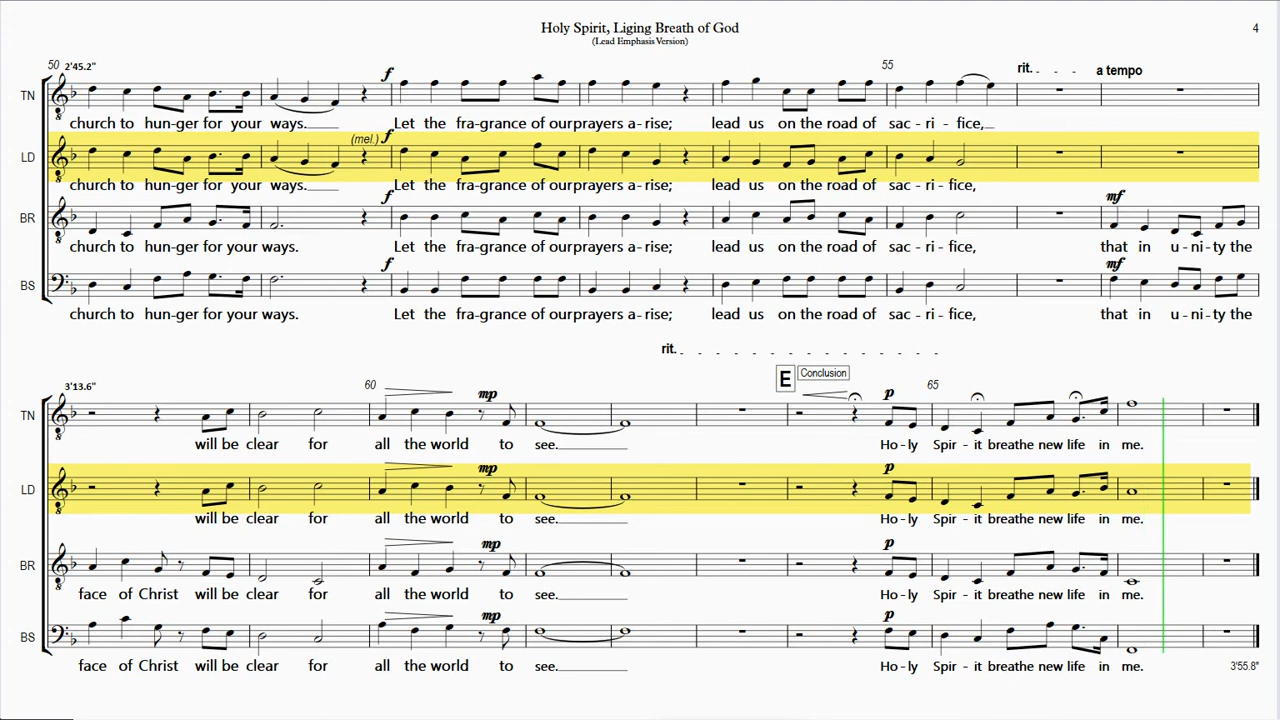 Holy Spirit, Liging Breath of God
(Lead Emphasis Version)
4
50 2'45.2" f 55 rit. a tempo
TN
church to hun-ger for your ways. Let the fra-grance of our prayers a-rise; lead us on the road of sac-ri-fice,
(mel.) f
LD
church to hun-ger for your ways. Let the fra-grance of our prayers a-rise; lead us on the road of sac-ri-fice,
f mf
BR
church to hun-ger for your ways. Let the fra-grance of our prayers a-rise; lead us on the road of sac-ri-fice, that in u-ni-ty the
f mf
BS
church to hun-ger for your ways. Let the fra-grance of our prayers a-rise; lead us on the road of sac-ri-fice, that in u-ni-ty the
rit.
3'13.6" 60 E Conclusion 65
mp p
TN
will be clear for all the world to see. Ho-ly Spir-it breathe new life in me.
mp p
LD
will be clear for all the world to see. Ho-ly Spir-it breathe new life in me.
mp p
BR
face of Christ will be clear for all the world to see. Ho-ly Spir-it breathe new life in me.
mp p
BS
face of Christ will be clear for all the world to see. Ho-ly Spir-it breathe new life in me.
3'55.8"